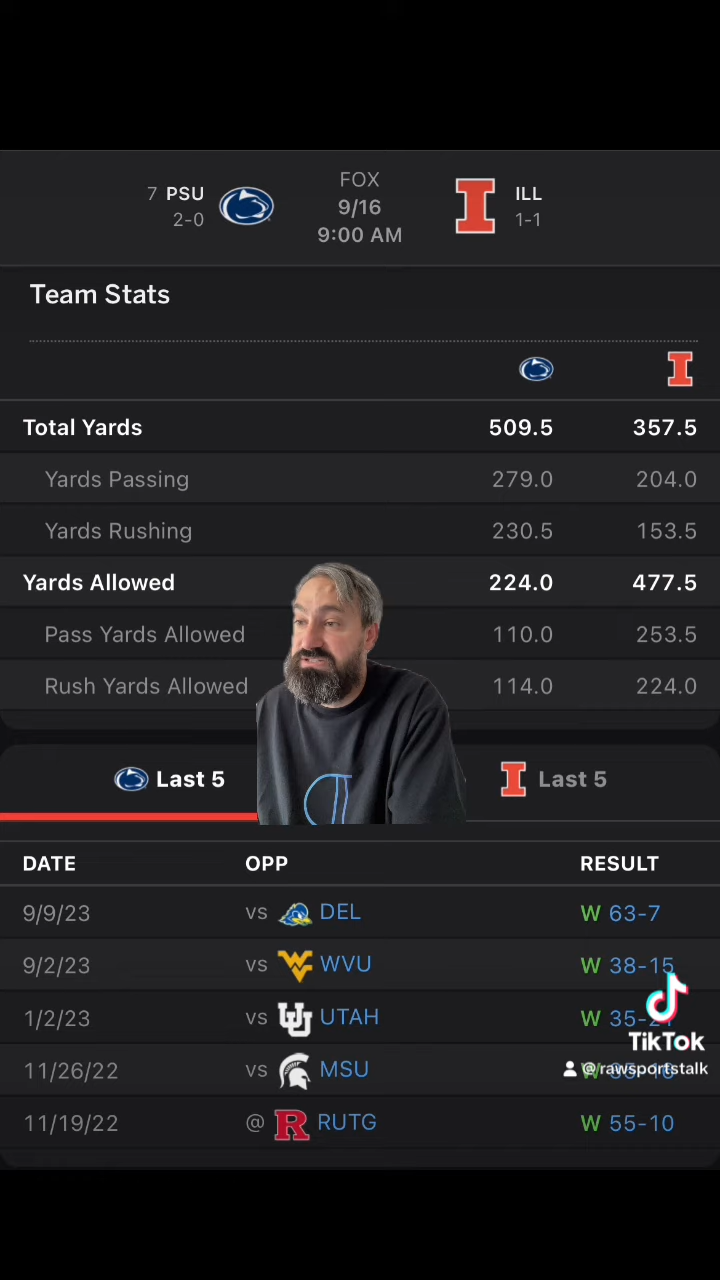 FOX
7 PSU ILL
2-0 9/16 1-1
9:00 AM
Team Stats
Total Yards 509.5 357.5
Yards Passing 279.0 204.0
Yards Rushing 230.5 153.5
Yards Allowed 224.0 477.5
Pass Yards Allowed 110.0 253.5
Rush Yards Allowed 114.0 224.0
Last 5 Last 5
DATE OPP RESULT
9/9/23 vs DEL W 63-7
9/2/23 vs WVU W 38-15
1/2/23 vs UTAH W 35-21
TikTok
11/26/22 vs MSU W
@rawsportstalk
11/19/22 @ RUTG W 55-10